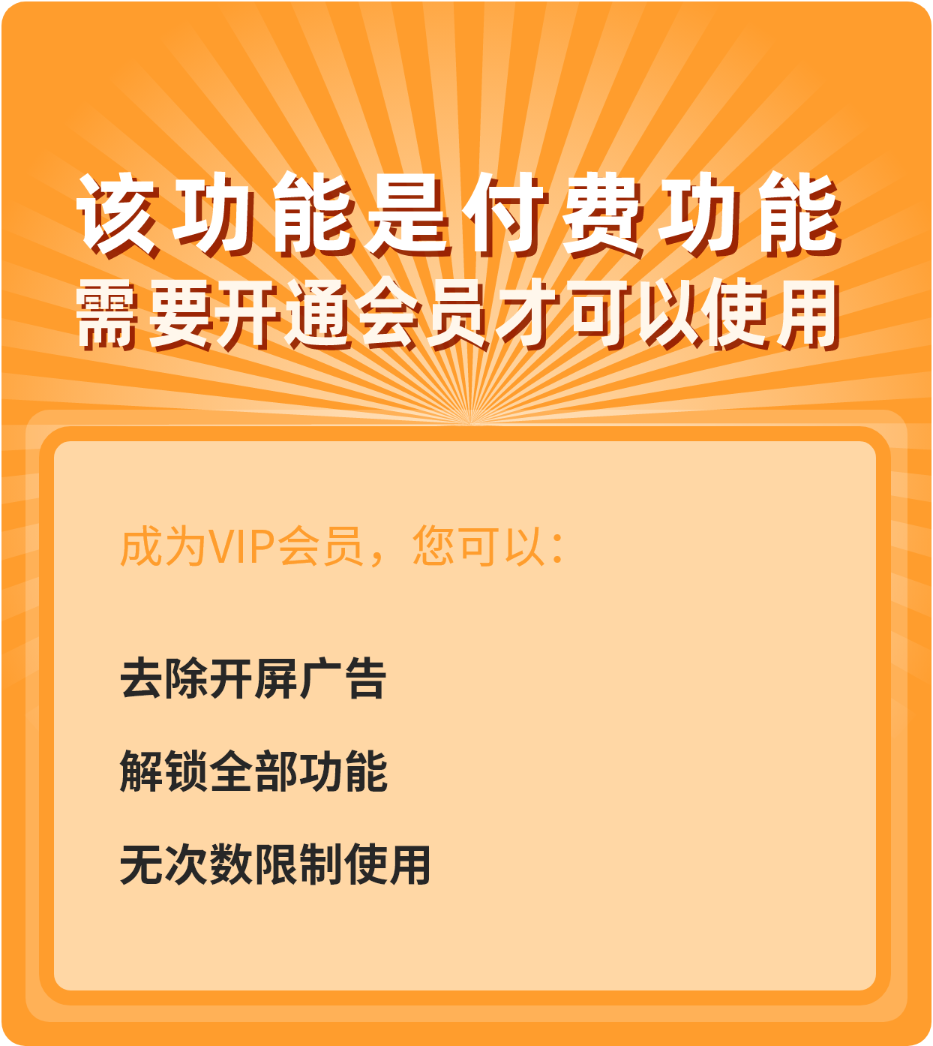 该功能是付费功能
需要开通会员才可以使用
成为VIP会员，您可以：
去除开屏广告
解锁全部功能
无次数限制使用